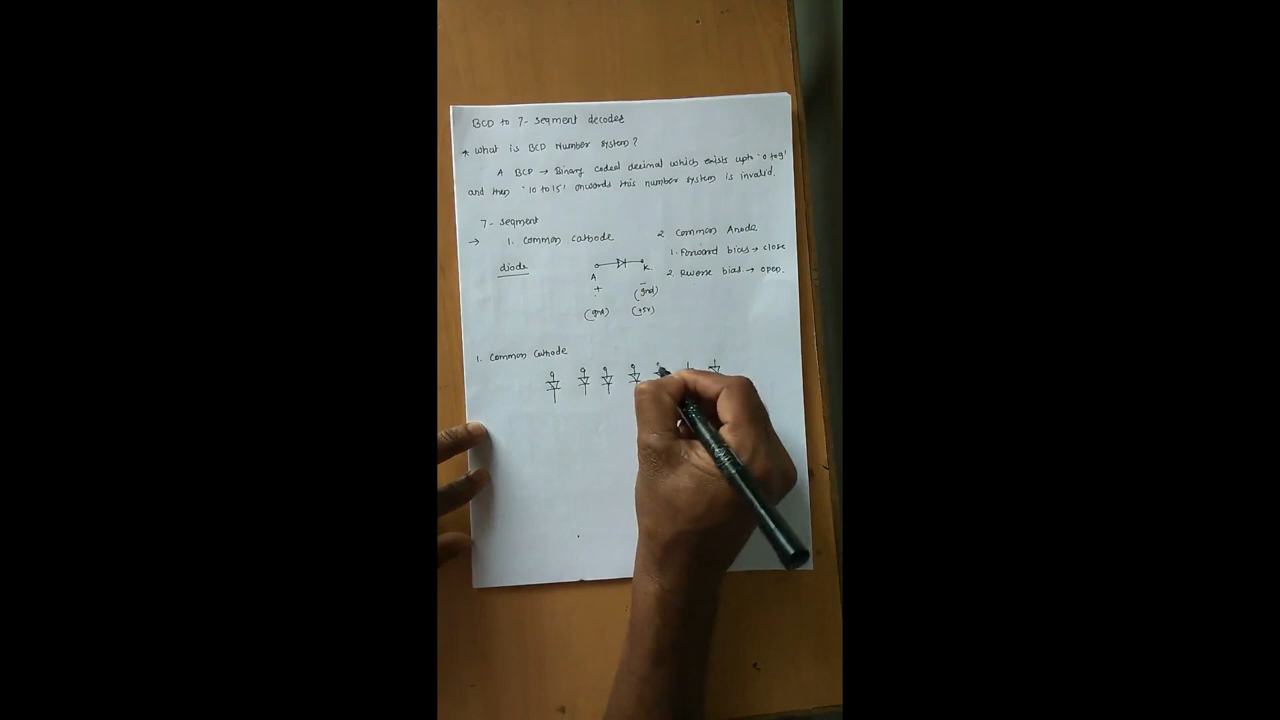 BCD to 7- segment decoder
* What is BCD Number system?
A BCD → Binary coded decimal which exists upto '0 to 9'
and then '10 to 15' onwards this number system is invalid.
7- segment
→ 1. Common Cathode 2 Common Anode
1. Forward bias → close
diode
A K
2. Reverse bias → open.
+ -
(gnd)
(gnd) (+5v)
1. Common Cathode